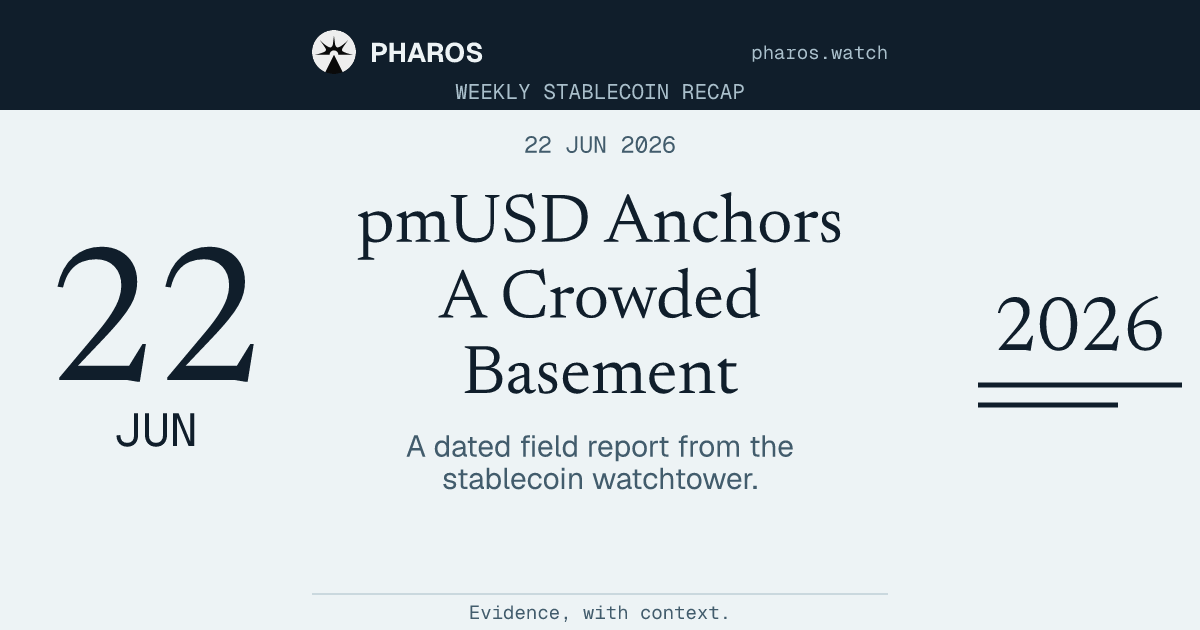 PHAROS
pharos.watch
WEEKLY STABLECOIN RECAP
22 JUN 2026
pmUSD Anchors
A Crowded
Basement
22
JUN
2026
A dated field report from the
stablecoin watchtower.
Evidence, with context.